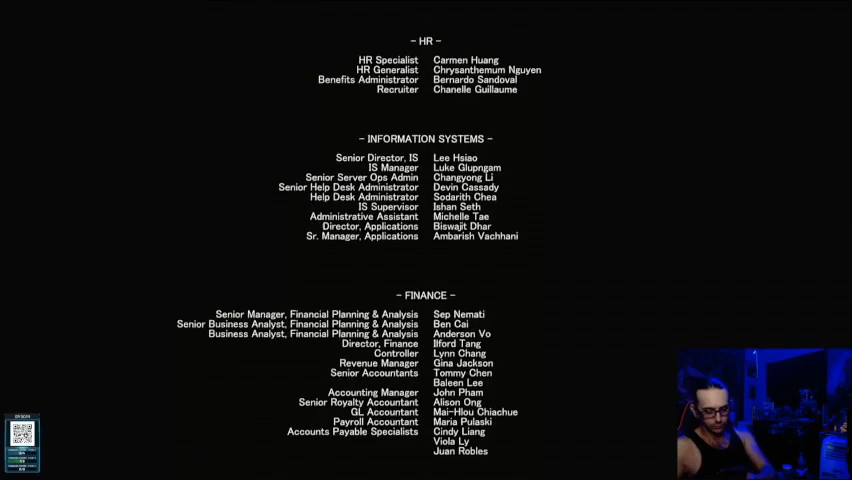 - HR -
HR Specialist Carmen Huang
HR Generalist Chrysanthemum Nguyen
Benefits Administrator Bernardo Sandoval
Recruiter Chanelle Guillaume
- INFORMATION SYSTEMS -
Senior Director, IS Lee Hsiao
IS Manager Luke Glupngam
Senior Server Ops Admin Changyong Li
Senior Help Desk Administrator Devin Cassady
Help Desk Administrator Sodarith Chea
IS Supervisor Ishan Seth
Administrative Assistant Michelle Tae
Director, Applications Biswajit Dhar
Sr. Manager, Applications Ambarish Vachhani
- FINANCE -
Senior Manager, Financial Planning & Analysis Sep Nemati
Senior Business Analyst, Financial Planning & Analysis Ben Cai
Business Analyst, Financial Planning & Analysis Anderson Vo
Director, Finance Ilford Tang
Controller Lynn Chang
Revenue Manager Gina Jackson
Senior Accountants Tommy Chen
Baleen Lee
Accounting Manager John Pham
Senior Royalty Accountant Alison Ong
GL Accountant Mai-Hlou Chiachue
Payroll Accountant Maria Pulaski
Accounts Payable Specialists Cindy Liang
Viola Ly
Juan Robles